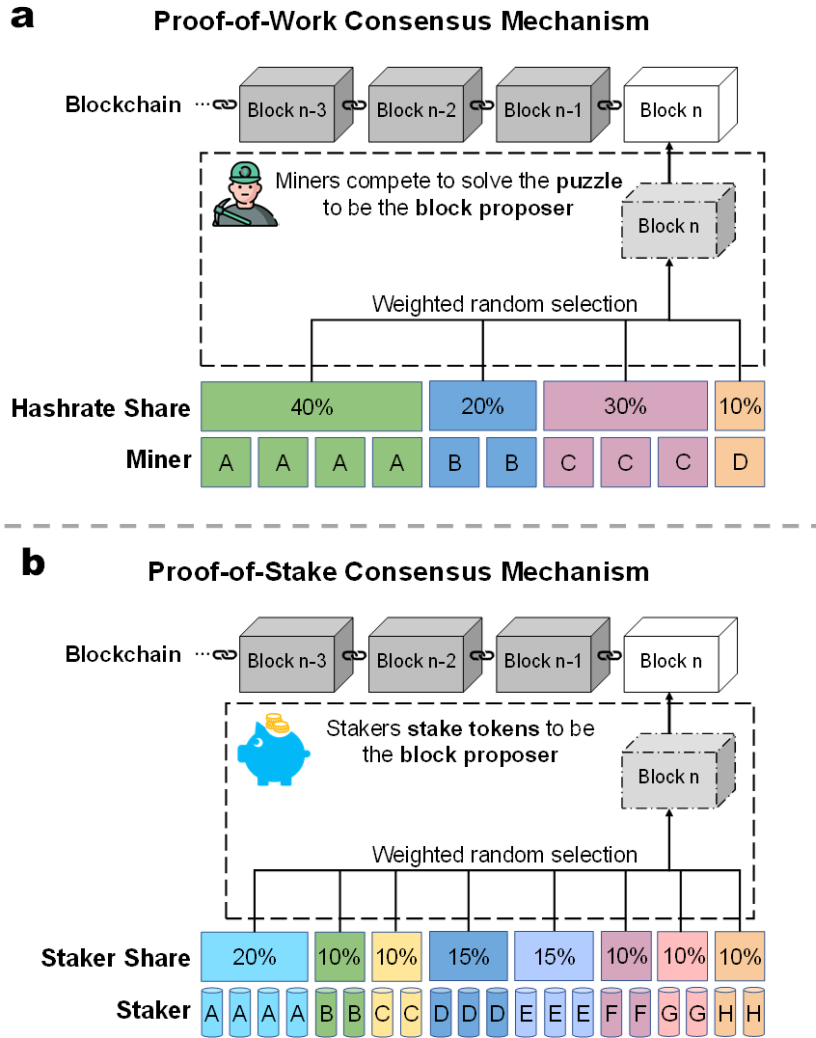 a
Proof-of-Work Consensus Mechanism
Blockchain ... Block n-3 Block n-2 Block n-1 Block n
Miners compete to solve the puzzle
to be the block proposer
Block n
Weighted random selection
Hashrate Share 40% 20% 30% 10%
Miner A A A A B B C C C D
b
Proof-of-Stake Consensus Mechanism
Blockchain ... Block n-3 Block n-2 Block n-1 Block n
Stakers stake tokens to be
the block proposer
Block n
Weighted random selection
Staker Share 20% 10% 10% 15% 15% 10% 10% 10%
Staker A A A A B B C C D D D E E E F F G G H H